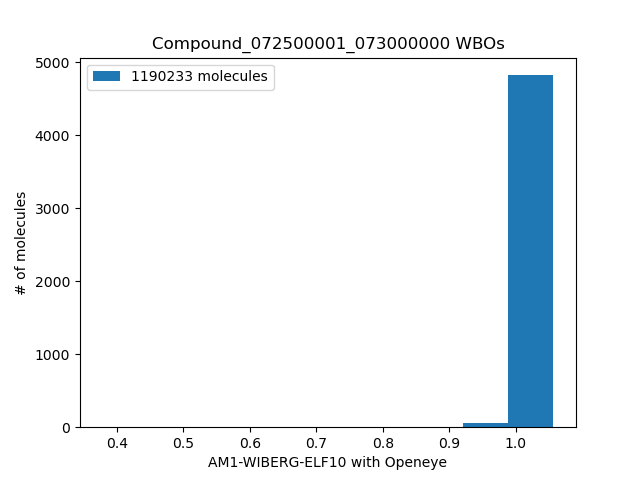 Compound_072500001_073000000 WBOs
1190233 molecules
# of molecules
5000
4000
3000
2000
1000
0
0.4 0.5 0.6 0.7 0.8 0.9 1.0
AM1-WIBERG-ELF10 with Openeye